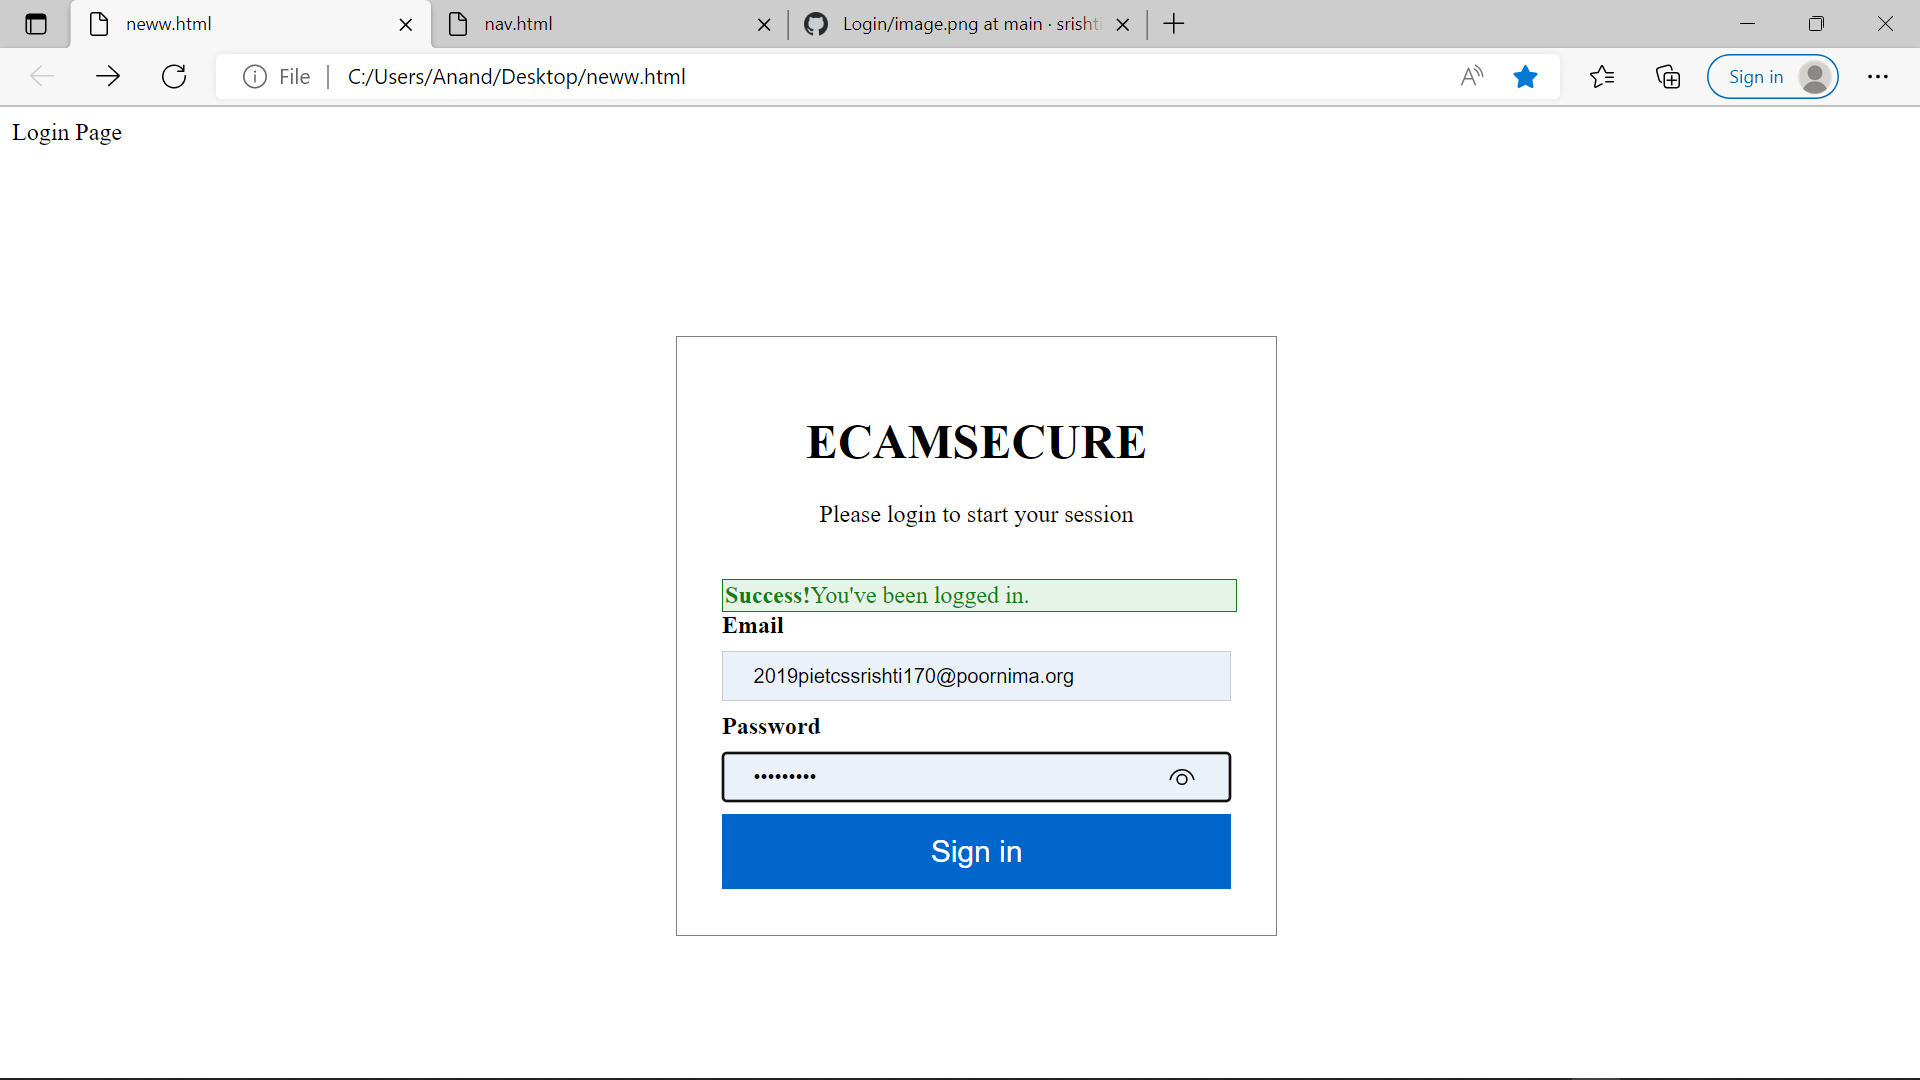 neww.html
nav.html
Login/image.png at main · srishti
File
C:/Users/Anand/Desktop/neww.html
Sign in
Login Page
ECAMSECURE
Please login to start your session
Success!You've been logged in.
Email
2019pietcssrishti170@poornima.org
Password
•••••••••
Sign in